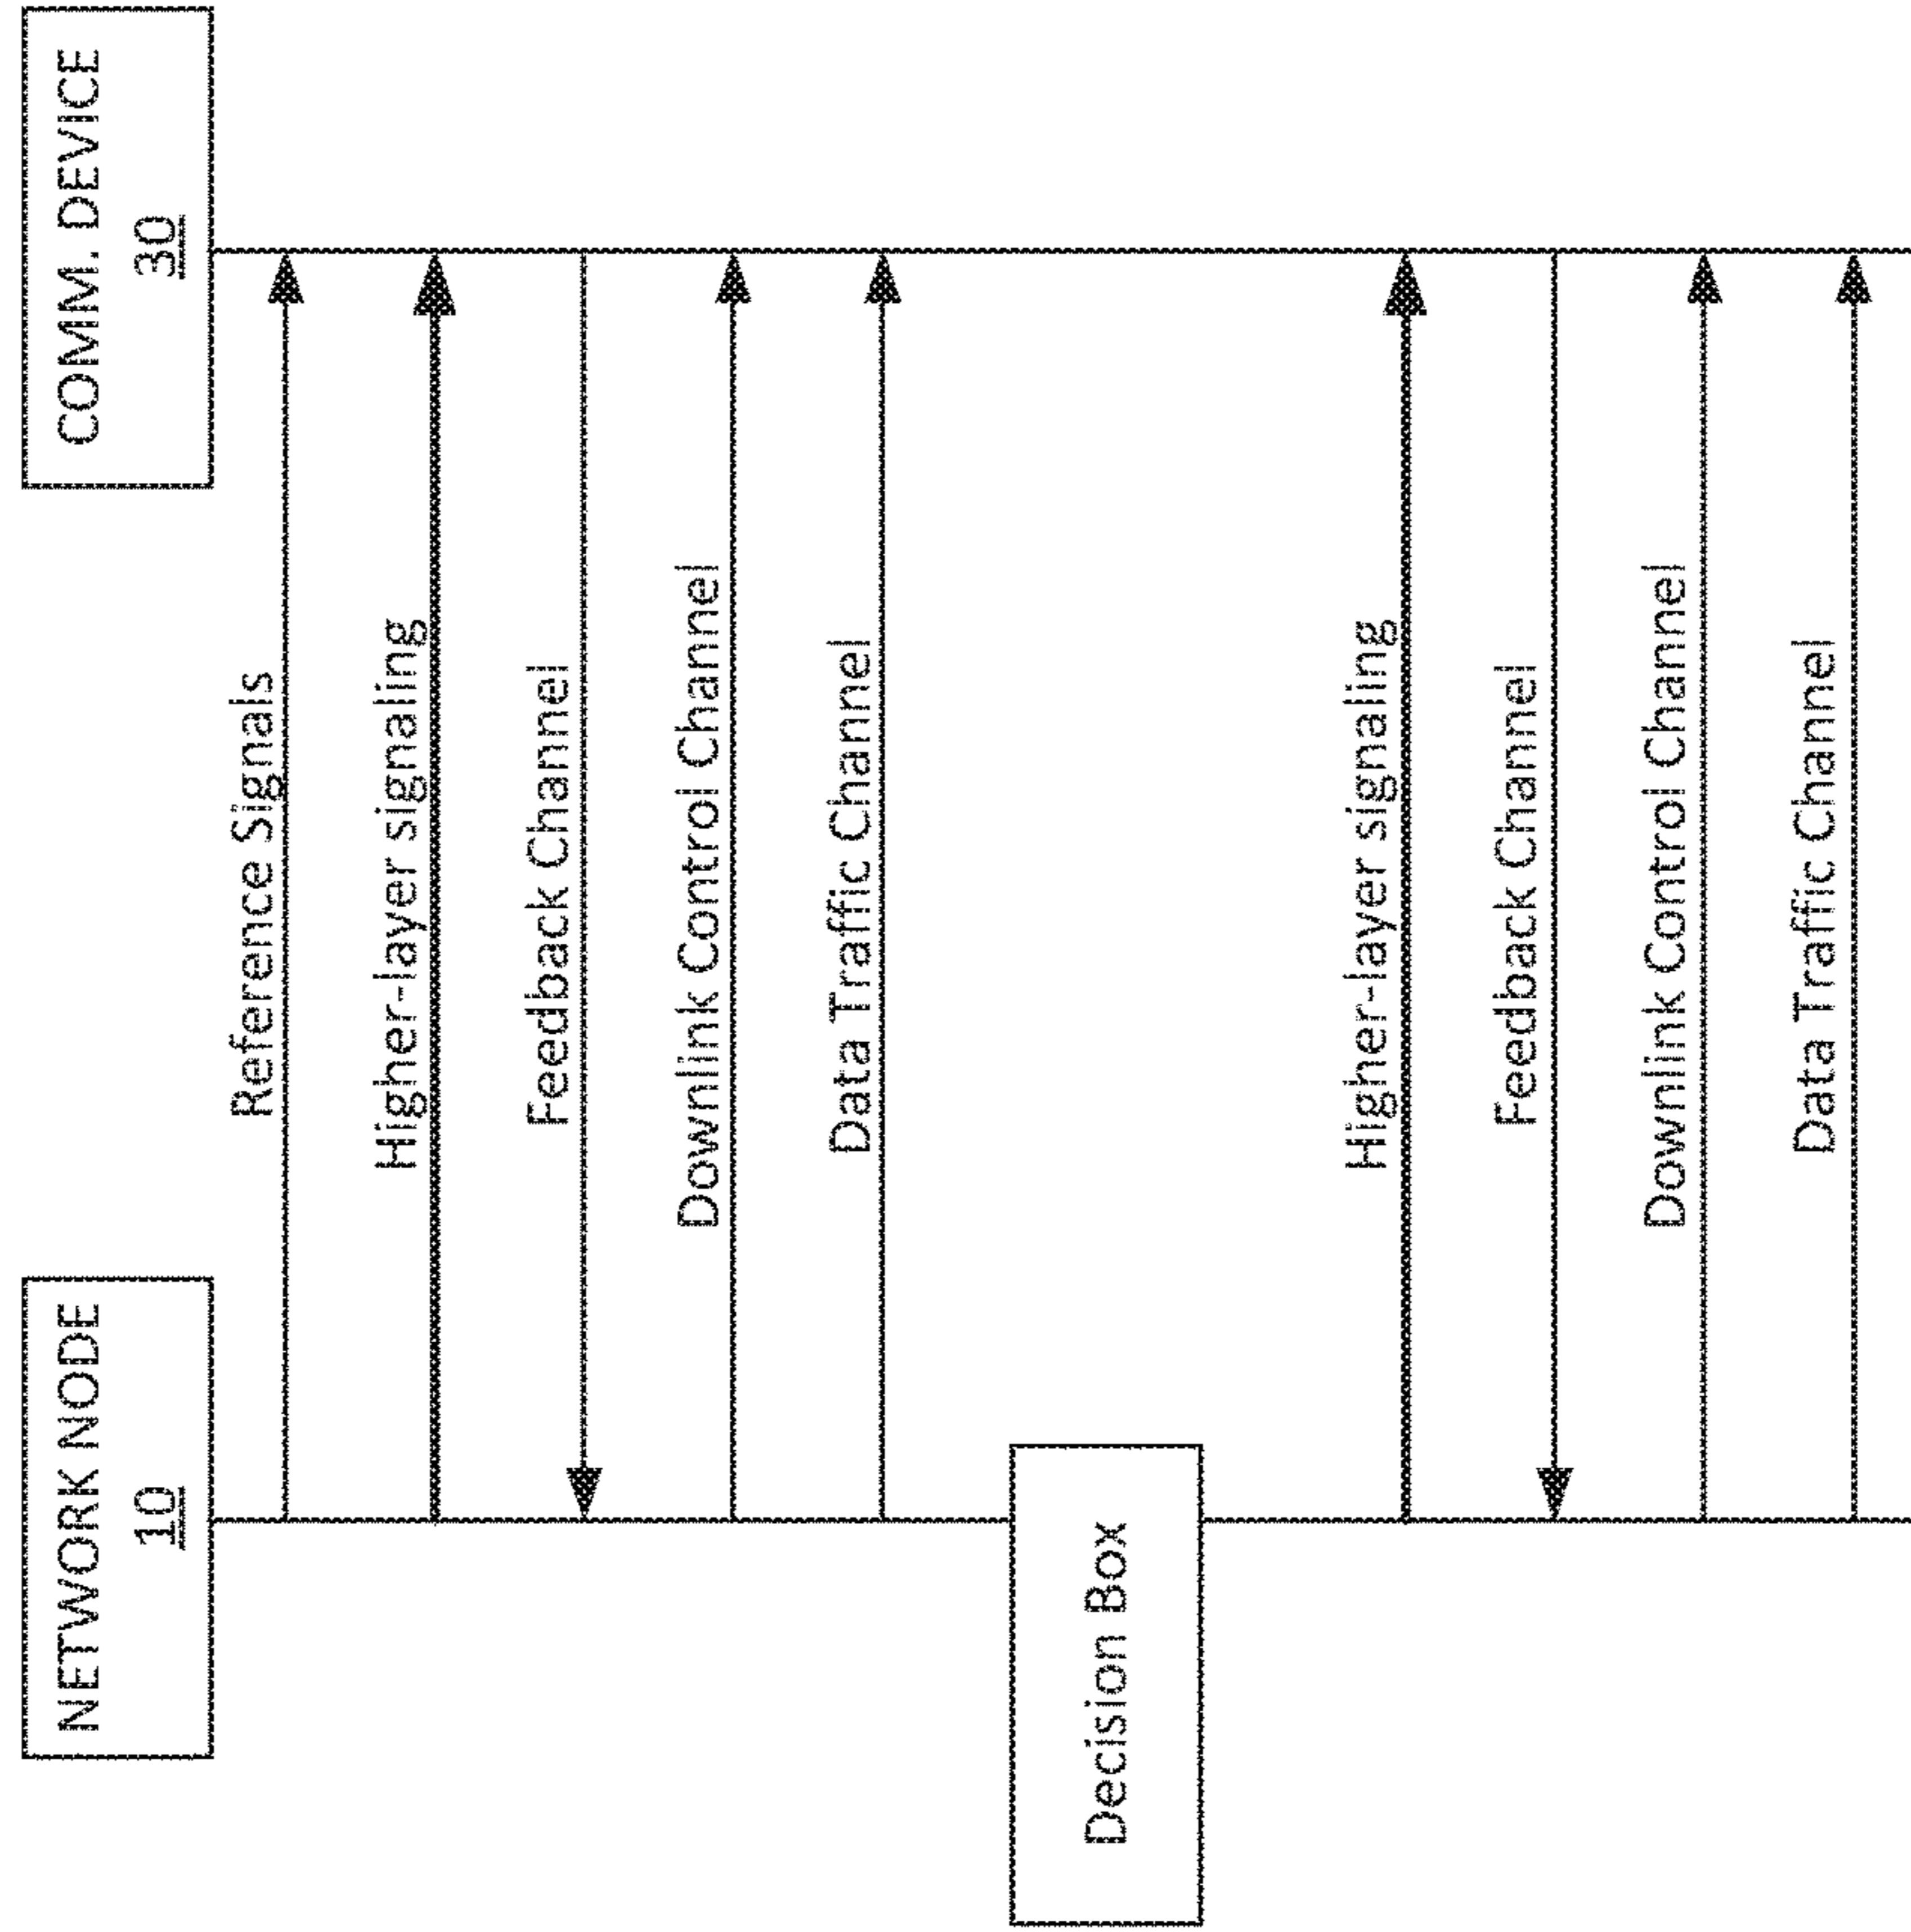 NETWORK NODE
10
COMM. DEVICE
30
Reference Signals
Higher-layer signaling
Feedback Channel
Downlink Control Channel
Data Traffic Channel
Decision Box
Higher-layer signaling
Feedback Channel
Downlink Control Channel
Data Traffic Channel